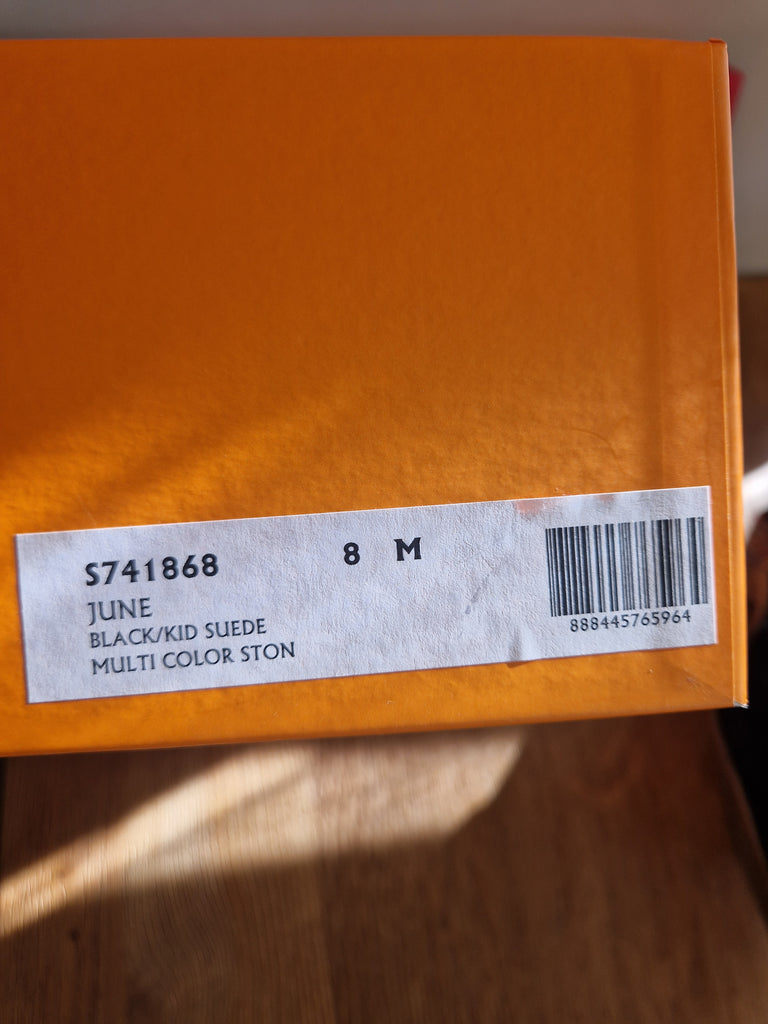 S741868 8 M
JUNE
BLACK/KID SUEDE
MULTI COLOR STON
888445765964